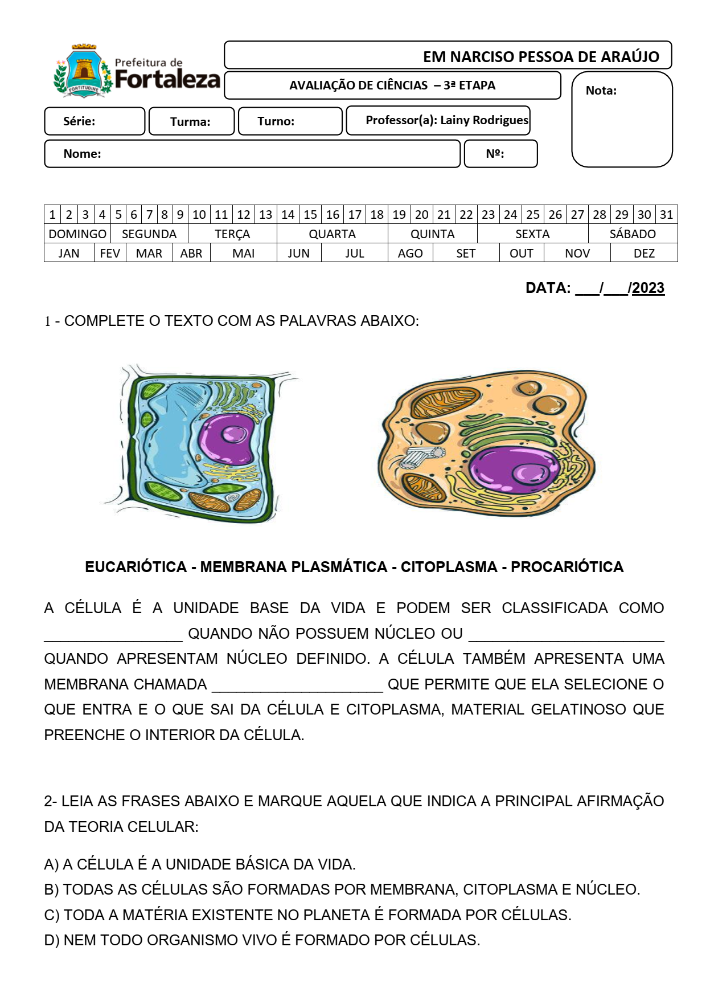 EM NARCISO PESSOA DE ARAÚJO
Prefeitura de
Fortaleza
FORTITUDINE
AVALIAÇÃO DE CIÊNCIAS – 3ª ETAPA
Nota:
Série:
Turma:
Turno:
Professor(a): Lainy Rodrigues
Nome:
Nº:
1 2 3 4 5 6 7 8 9 10 11 12 13 14 15 16 17 18 19 20 21 22 23 24 25 26 27 28 29 30 31
DOMINGO SEGUNDA TERÇA QUARTA QUINTA SEXTA SÁBADO
JAN FEV MAR ABR MAI JUN JUL AGO SET OUT NOV DEZ
DATA: ___/___/2023
1 - COMPLETE O TEXTO COM AS PALAVRAS ABAIXO:
EUCARIÓTICA - MEMBRANA PLASMÁTICA - CITOPLASMA - PROCARIÓTICA
A CÉLULA É A UNIDADE BASE DA VIDA E PODEM SER CLASSIFICADA COMO
_________________ QUANDO NÃO POSSUEM NÚCLEO OU ________________________
QUANDO APRESENTAM NÚCLEO DEFINIDO. A CÉLULA TAMBÉM APRESENTA UMA
MEMBRANA CHAMADA _____________________ QUE PERMITE QUE ELA SELECIONE O
QUE ENTRA E O QUE SAI DA CÉLULA E CITOPLASMA, MATERIAL GELATINOSO QUE
PREENCHE O INTERIOR DA CÉLULA.
2- LEIA AS FRASES ABAIXO E MARQUE AQUELA QUE INDICA A PRINCIPAL AFIRMAÇÃO
DA TEORIA CELULAR:
A) A CÉLULA É A UNIDADE BÁSICA DA VIDA.
B) TODAS AS CÉLULAS SÃO FORMADAS POR MEMBRANA, CITOPLASMA E NÚCLEO.
C) TODA A MATÉRIA EXISTENTE NO PLANETA É FORMADA POR CÉLULAS.
D) NEM TODO ORGANISMO VIVO É FORMADO POR CÉLULAS.